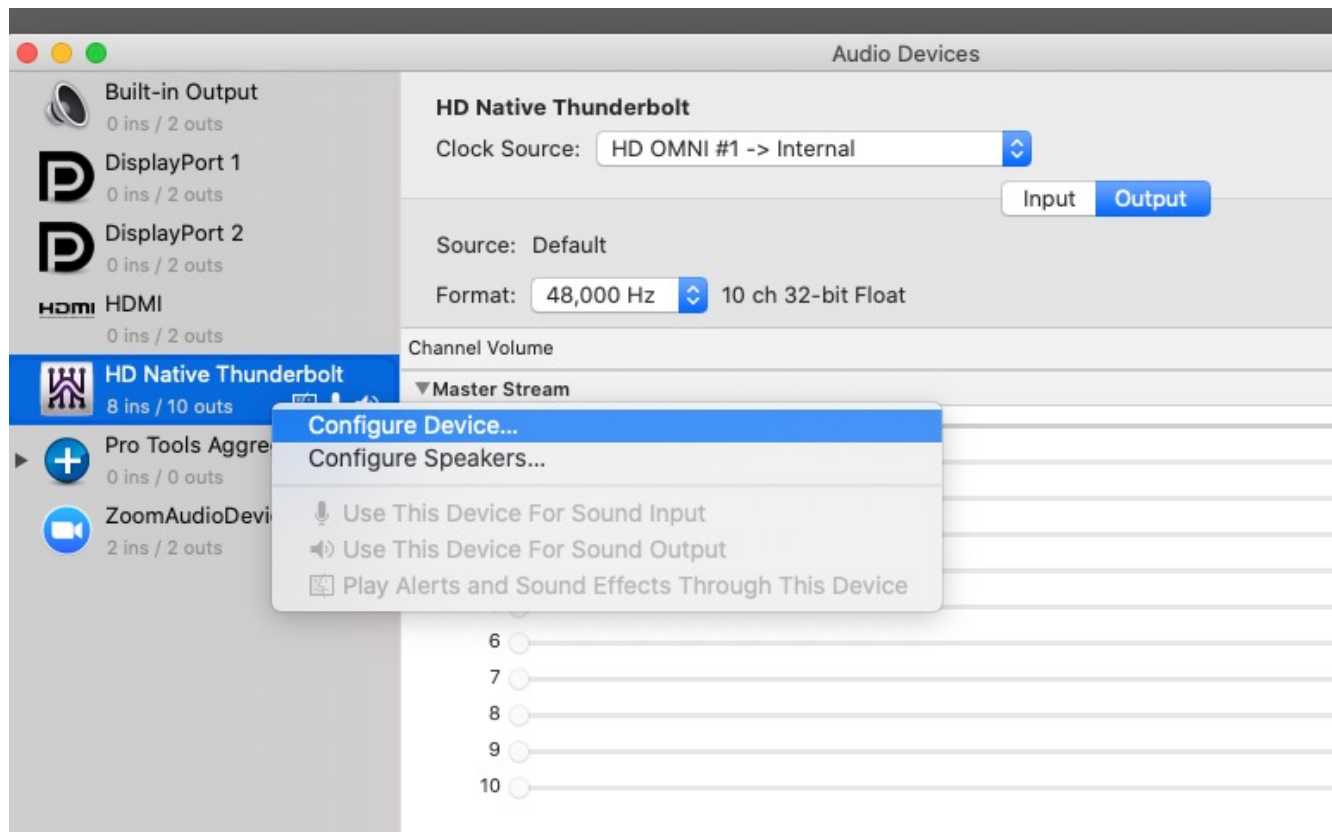 Audio Devices
Built-in Output
0 ins / 2 outs
DisplayPort 1
0 ins / 2 outs
DisplayPort 2
0 ins / 2 outs
HDMI HDMI
0 ins / 2 outs
HD Native Thunderbolt
8 ins / 10 outs
Pro Tools Aggre
0 ins / 0 outs
ZoomAudioDevi
2 ins / 2 outs
HD Native Thunderbolt
Clock Source: HD OMNI #1 -> Internal
Input Output
Source: Default
Format: 48,000 Hz 10 ch 32-bit Float
Channel Volume
Master Stream
Configure Device...
Configure Speakers...
Use This Device For Sound Input
Use This Device For Sound Output
Play Alerts and Sound Effects Through This Device
6
7
8
9
10